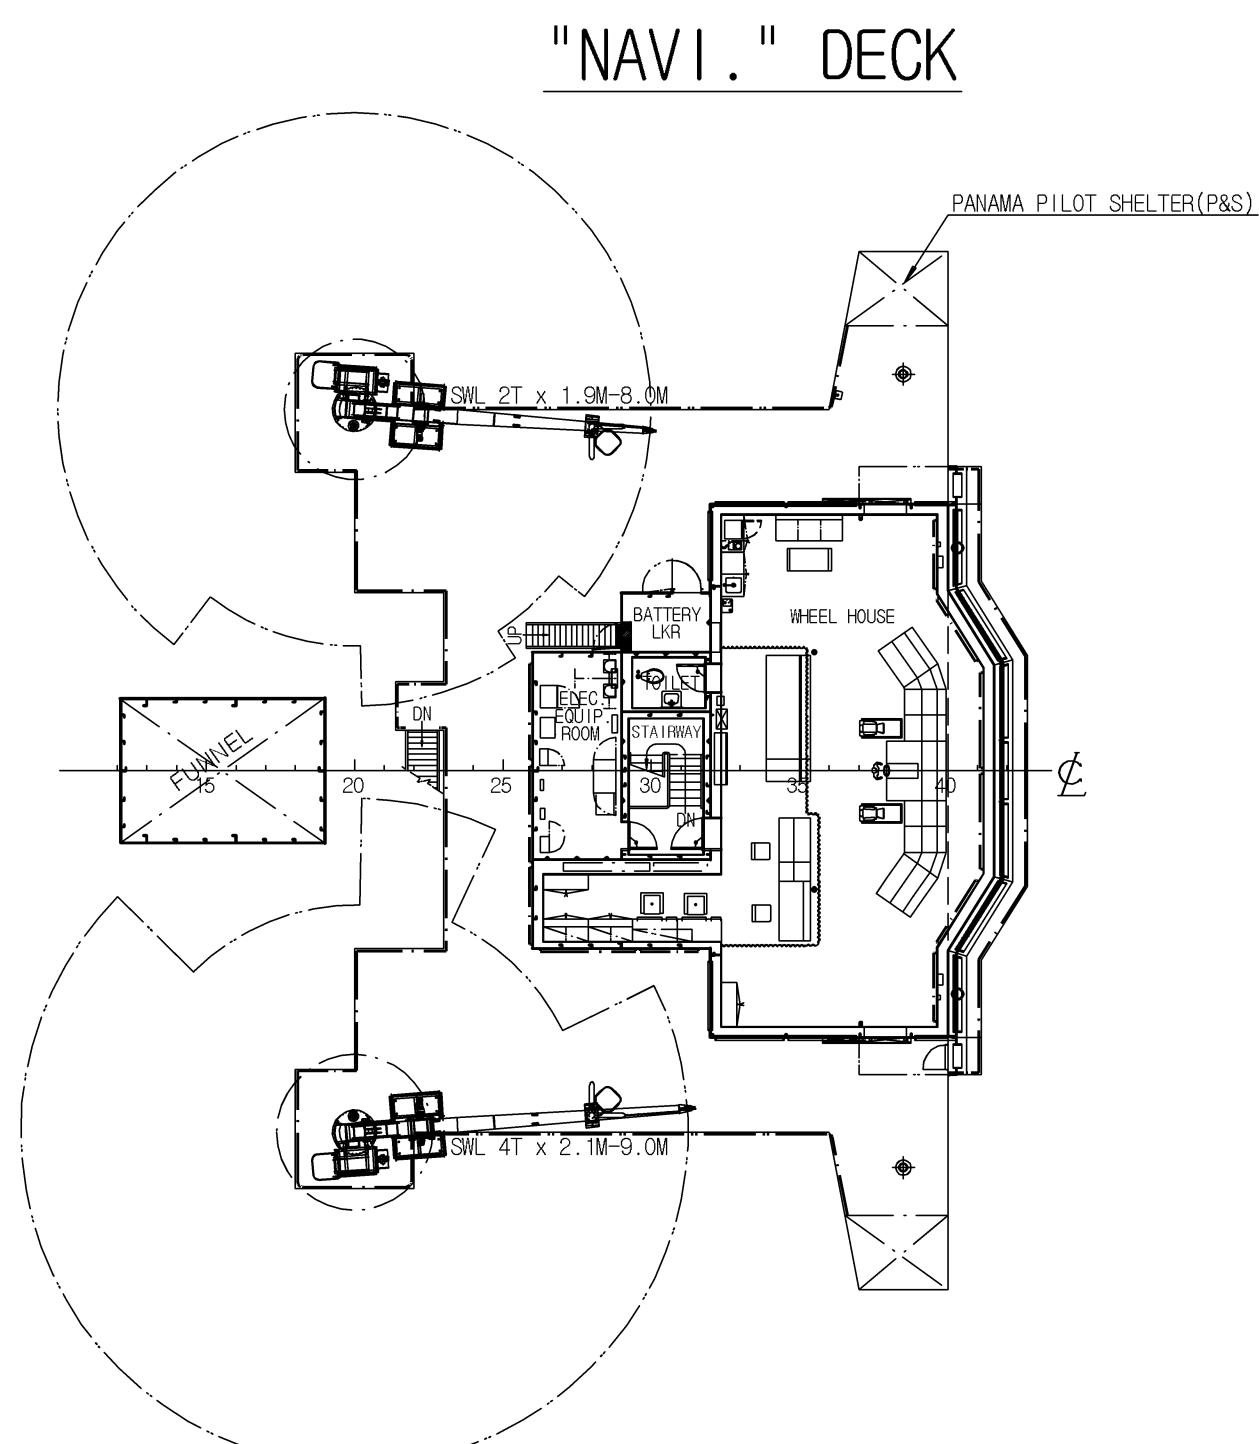 "NAVI." DECK
PANAMA PILOT SHELTER(P&S)
SWL 2T x 1.9M-8.0M
BATTERY
LKR
WHEEL HOUSE
UP
TOILET
ELEC.
EQUIP.
ROOM
DN
STAIRWAY
FUNNEL
15
20
25
30
35
40
℄
DN
SWL 4T x 2.1M-9.0M